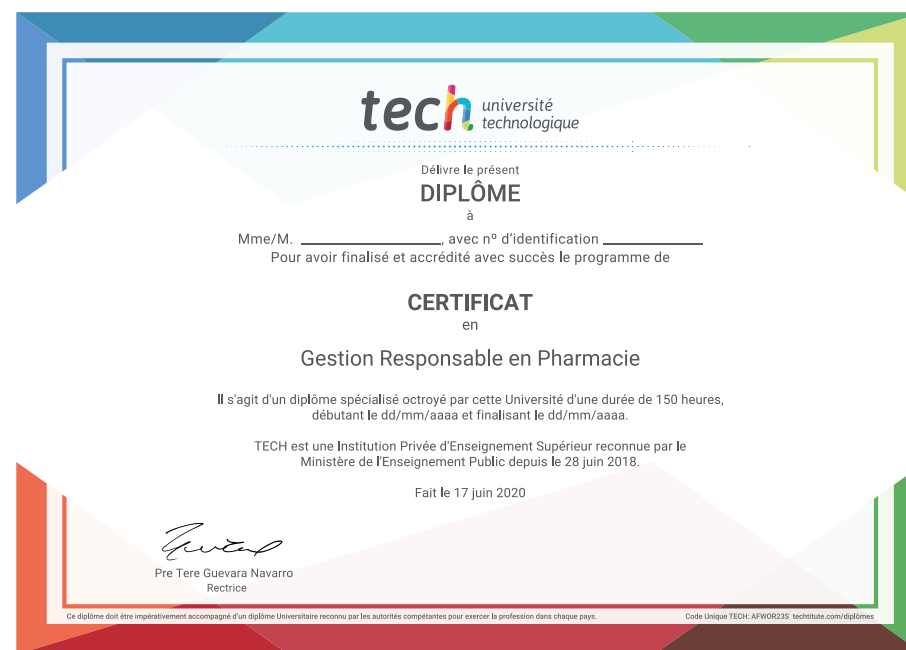 tech université
technologique
Délivre le présent
DIPLÔME
à
Mme/M. ____________________, avec nº d'identification ______________
Pour avoir finalisé et accrédité avec succès le programme de
CERTIFICAT
en
Gestion Responsable en Pharmacie
Il s'agit d'un diplôme spécialisé octroyé par cette Université d'une durée de 150 heures,
débutant le dd/mm/aaaa et finalisant le dd/mm/aaaa.
TECH est une Institution Privée d'Enseignement Supérieur reconnue par le
Ministère de l'Enseignement Public depuis le 28 juin 2018.
Fait le 17 juin 2020
Pre Tere Guevara Navarro
Rectrice
Ce diplôme doit être impérativement accompagné d'un diplôme Universitaire reconnu par les autorités compétantes pour exercer la profession dans chaque pays.
Code Unique TECH: AFWOR23S techtitute.com/diplômes